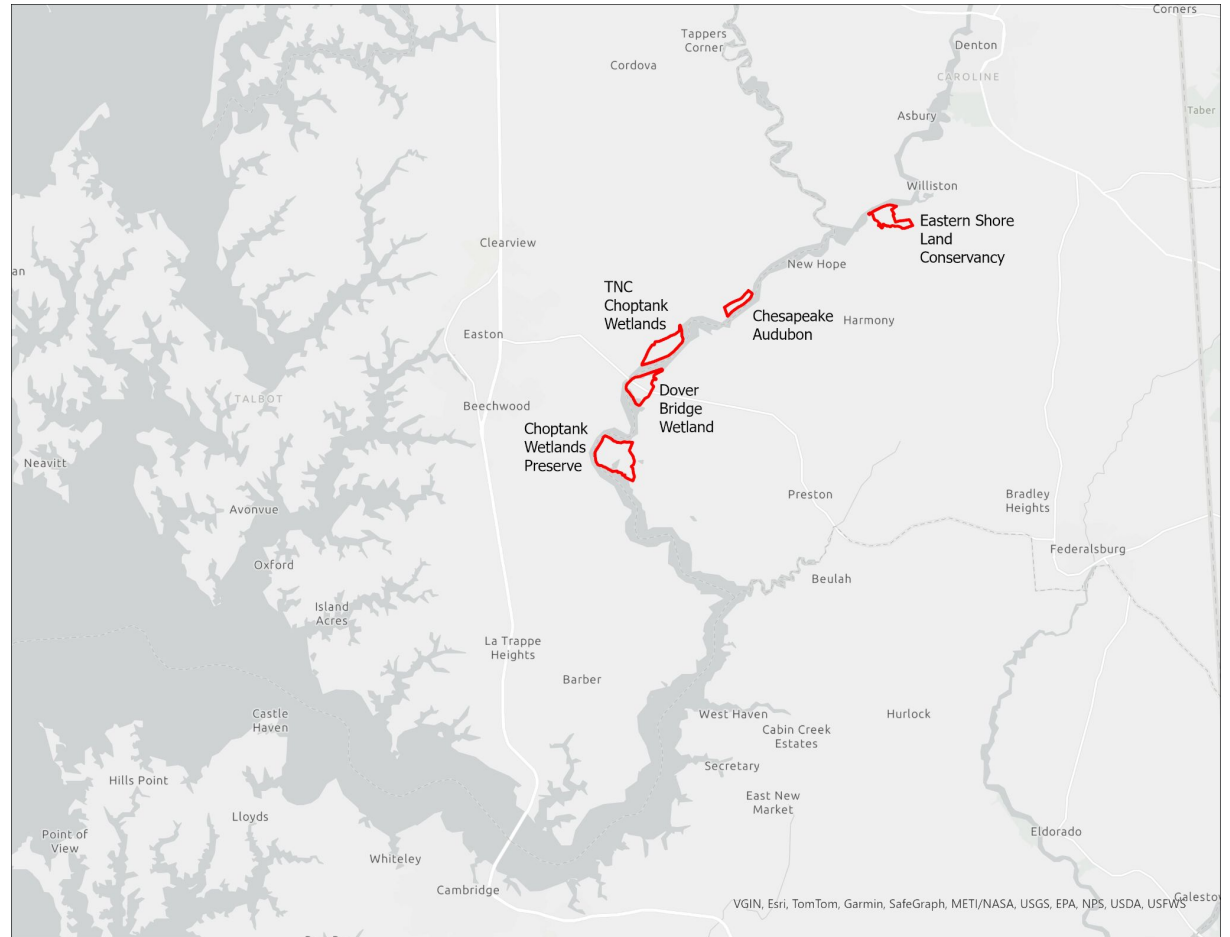 Corners
Tappers
Corner
Denton
Cordova
CAROLINE
Taber
Asbury
Williston
Eastern Shore
Land
Conservancy
Clearview
New Hope
an
TNC
Choptank
Wetlands
Chesapeake
Audubon
Harmony
Easton
TALBOT
Beechwood
Dover
Bridge
Wetland
Choptank
Wetlands
Preserve
Neavitt
Preston
Bradley
Heights
Avonvue
Federalsburg
Oxford
Beulah
Island
Acres
La Trappe
Heights
Barber
Castle
Haven
West Haven
Hurlock
Cabin Creek
Estates
Secretary
Hills Point
East New
Market
Lloyds
Point of
View
Eldorado
Whiteley
Cambridge
Galestow
VGIN, Esri, TomTom, Garmin, SafeGraph, METI/NASA, USGS, EPA, NPS, USDA, USFWS